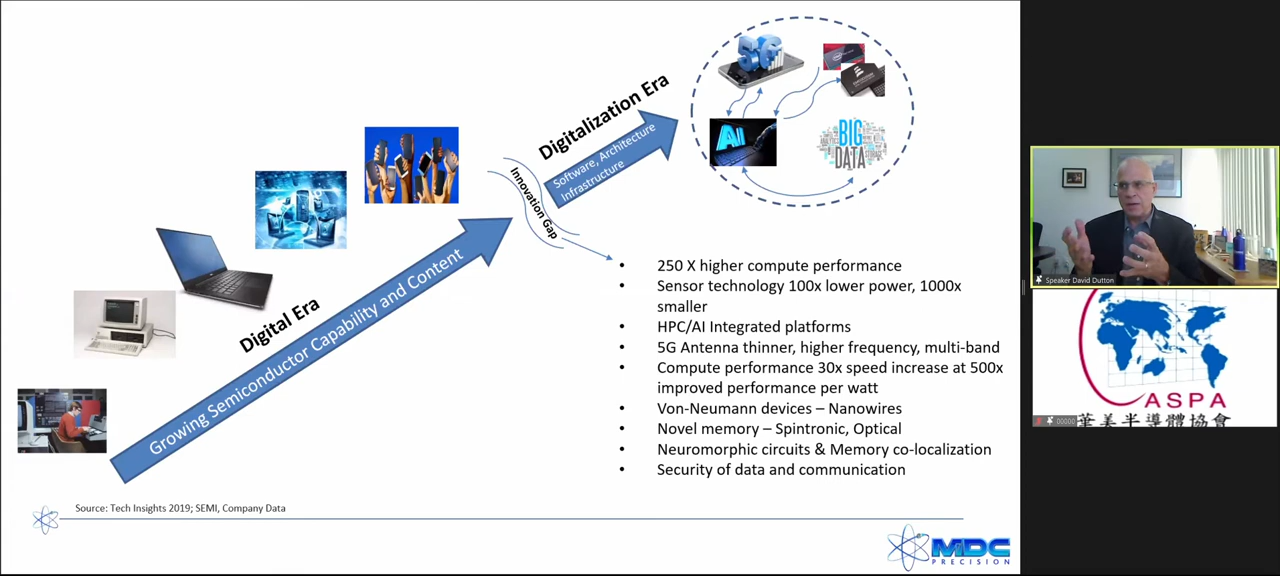 Digitalization Era
Software, Architecture
Infrastructure
Innovation Gap
Digital Era
Growing Semiconductor Capability and Content
5G
AI
BIG
DATA
• 250 X higher compute performance
• Sensor technology 100x lower power, 1000x
smaller
• HPC/AI Integrated platforms
• 5G Antenna thinner, higher frequency, multi-band
• Compute performance 30x speed increase at 500x
improved performance per watt
• Von-Neumann devices – Nanowires
• Novel memory – Spintronic, Optical
• Neuromorphic circuits & Memory co-localization
• Security of data and communication
Source: Tech Insights 2019; SEMI, Company Data
MDC
PRECISION
Speaker David Dutton
CASPA
華美半導體協會
00000